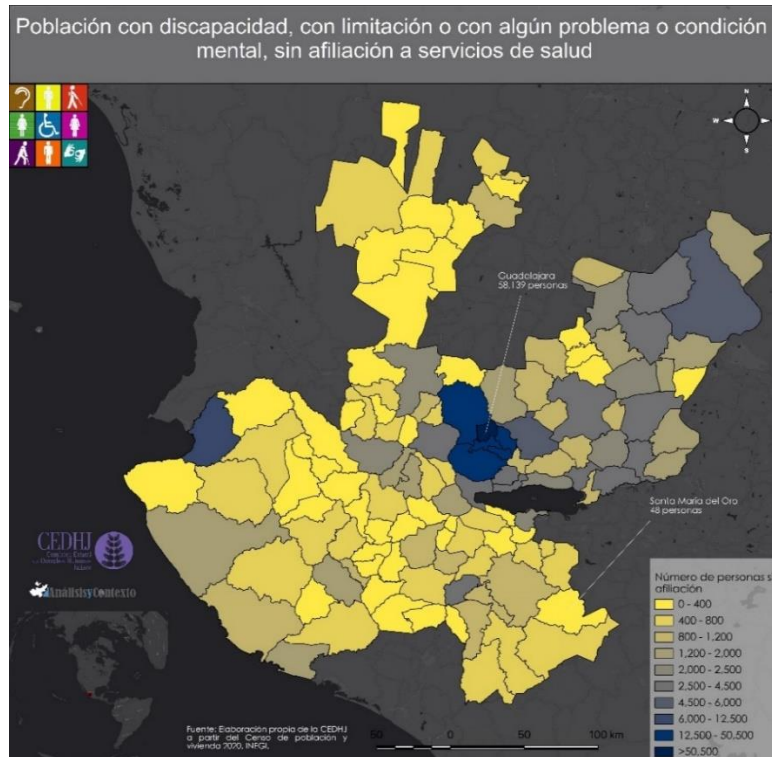 Población con discapacidad, con limitación o con algún problema o condición
mental, sin afiliación a servicios de salud
N
W
E
S
Guadalajara
58,139 personas
Santa María del Oro
48 personas
CEDHJ
AnálisisyContexto
Número de personas s
afiliación
0 - 400
400 - 800
800 - 1,200
1,200 - 2,000
2,000 - 2,500
2,500 - 4,500
4,500 - 6,000
6,000 - 12,500
12,500 - 50,500
>50,500
Fuente: Elaboración propia de la CEDHJ
a partir del Censo de población y
vivienda 2020, INEGI.
50 0 50 100 km